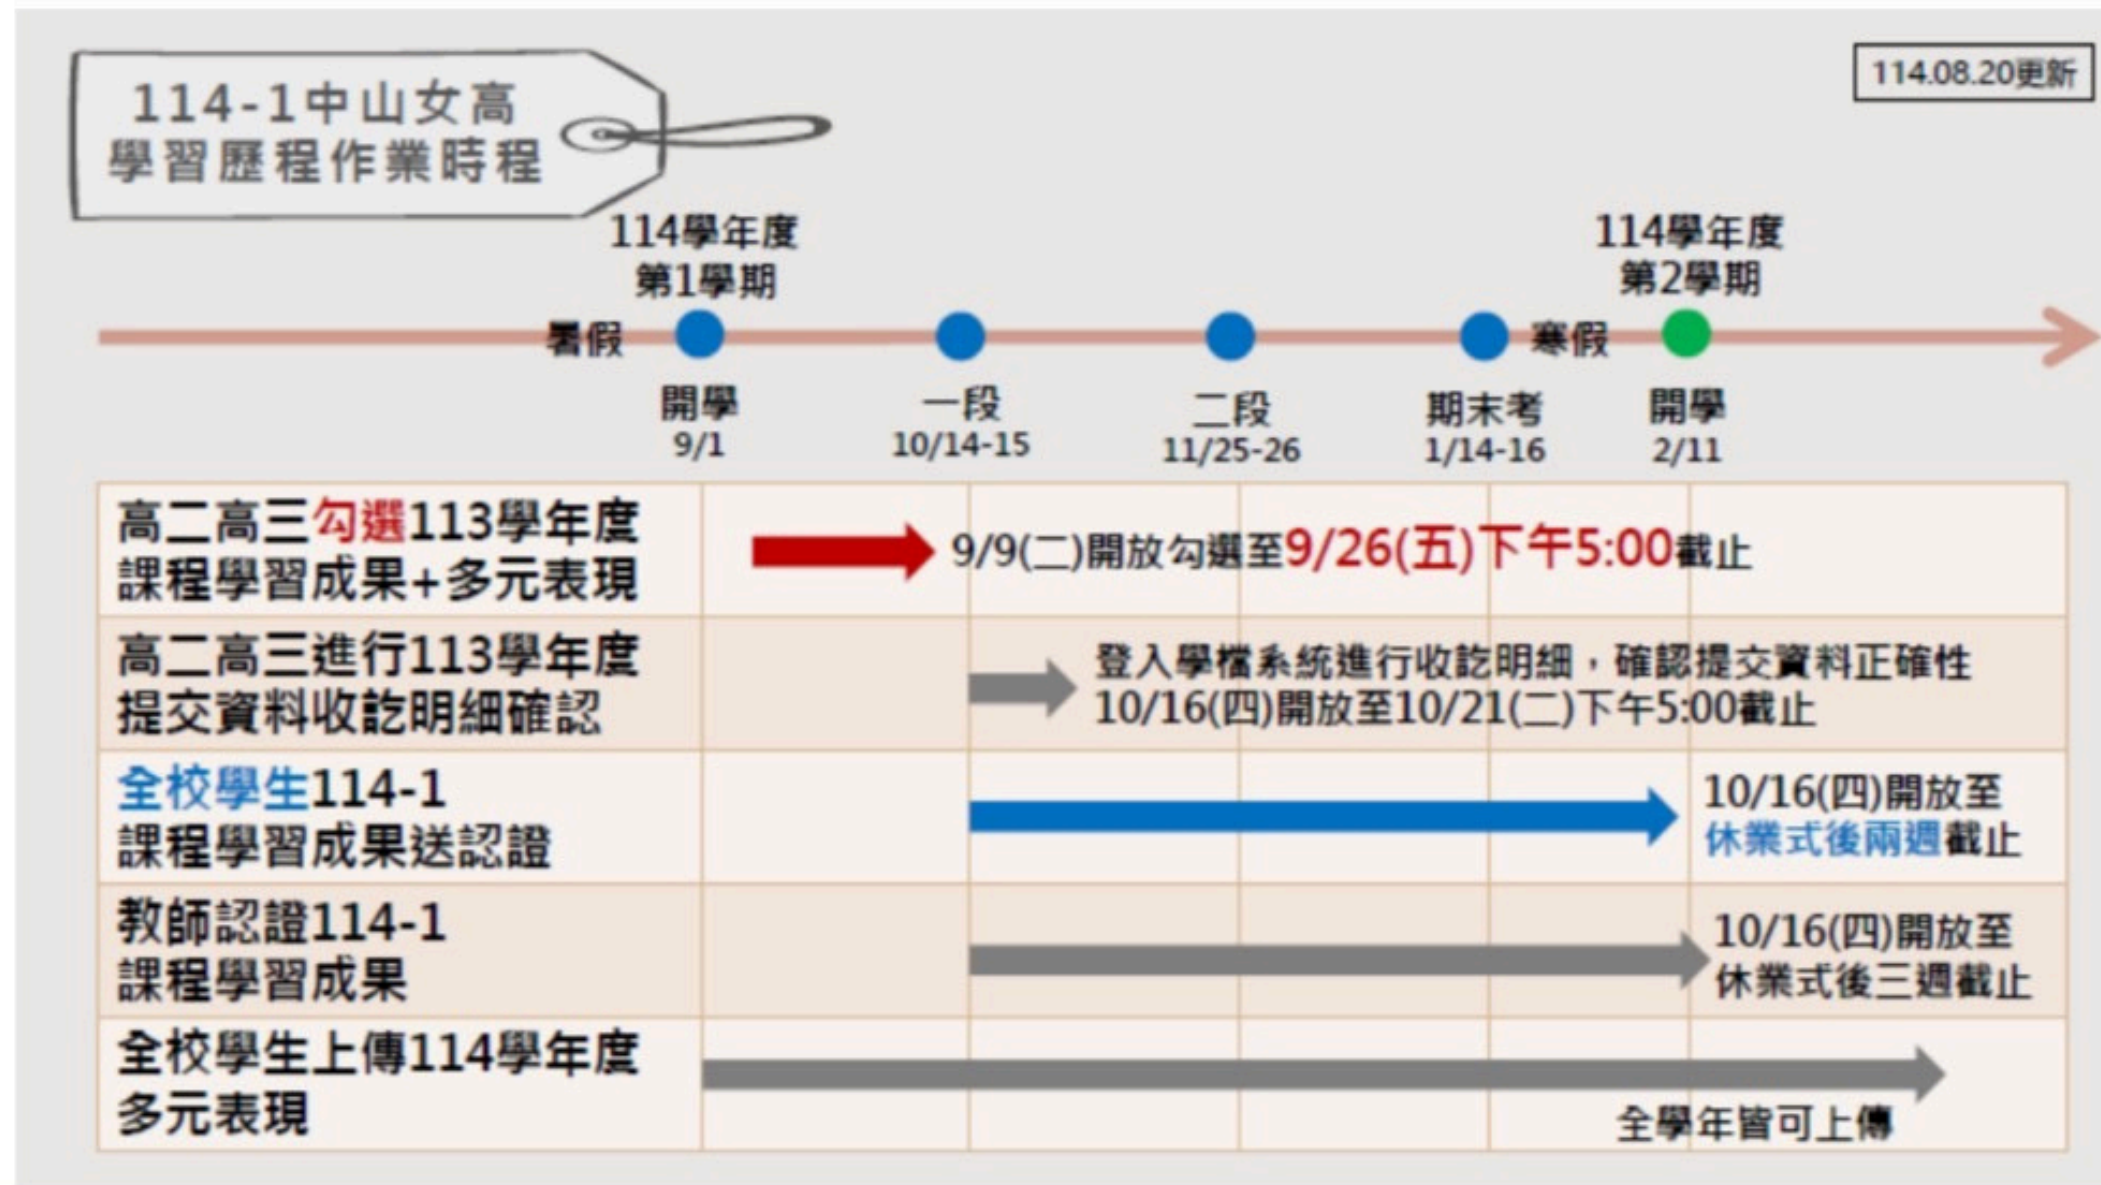 114-1中山女高
學習歷程作業時程
114.08.20更新
114學年度
第1學期
114學年度
第2學期
暑假
寒假
開學
9/1
一段
10/14-15
二段
11/25-26
期末考
1/14-16
開學
2/11
高二高三勾選113學年度
課程學習成果+多元表現
9/9(二)開放勾選至9/26(五)下午5:00截止
高二高三進行113學年度
提交資料收訖明細確認
登入學檔系統進行收訖明細，確認提交資料正確性
10/16(四)開放至10/21(二)下午5:00截止
全校學生114-1
課程學習成果送認證
10/16(四)開放至
休業式後兩週截止
教師認證114-1
課程學習成果
10/16(四)開放至
休業式後三週截止
全校學生上傳114學年度
多元表現
全學年皆可上傳